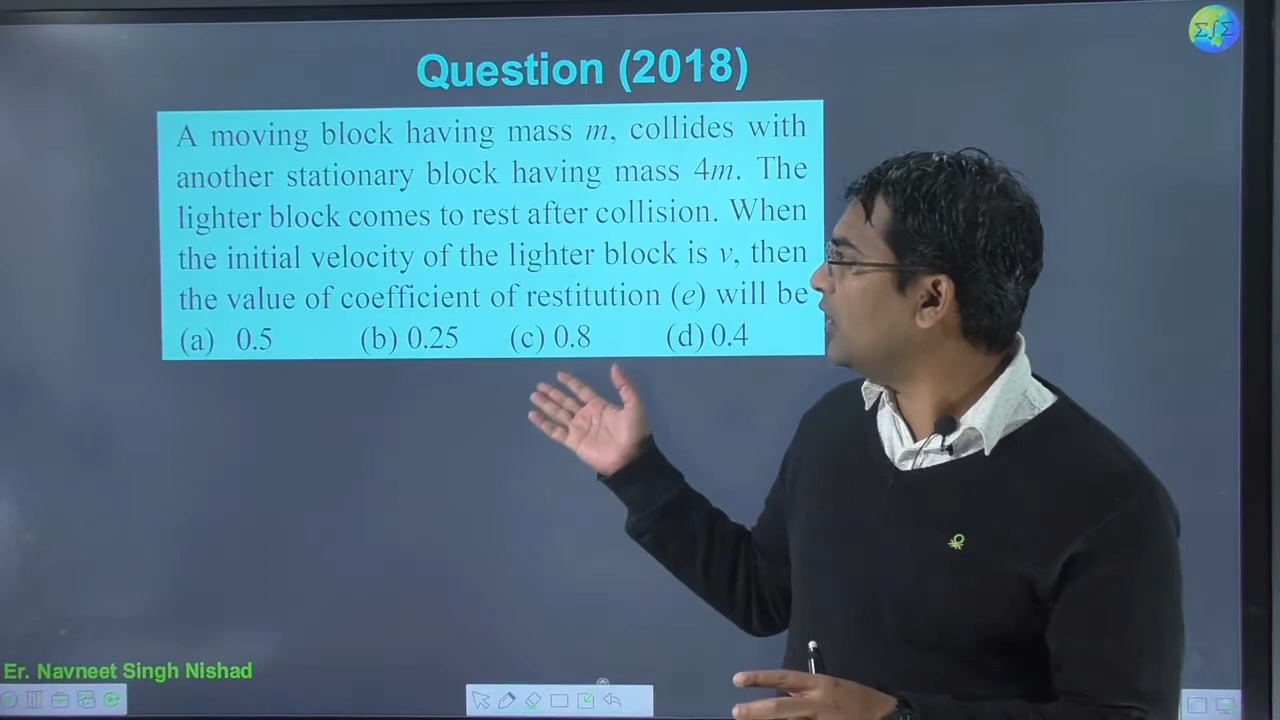 ΣʃΣ
Question (2018)
A moving block having mass m, collides with
another stationary block having mass 4m. The
lighter block comes to rest after collision. When
the initial velocity of the lighter block is v, then
the value of coefficient of restitution (e) will be
(a) 0.5 (b) 0.25 (c) 0.8 (d) 0.4
Er. Navneet Singh Nishad